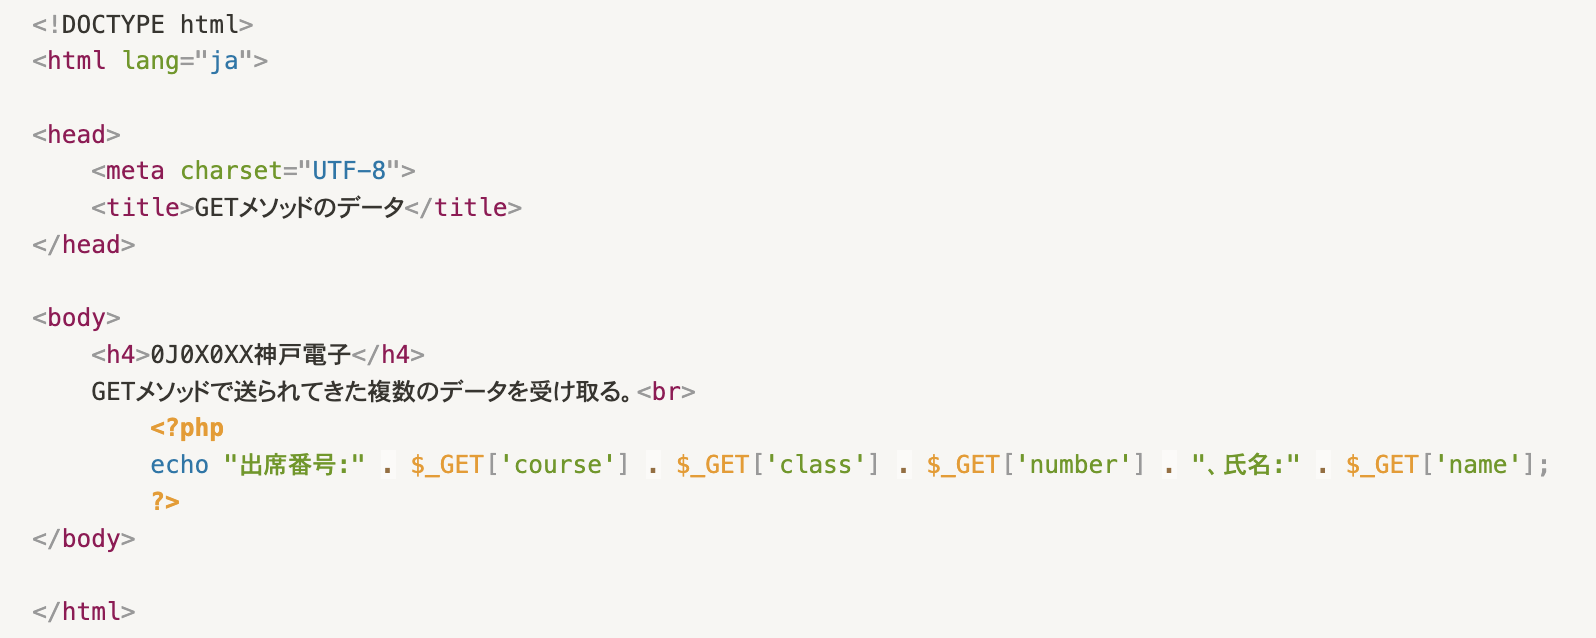 <!DOCTYPE html>
<html lang="ja">
<head>
<meta charset="UTF-8">
<title>GETメソッドのデータ</title>
</head>
<body>
<h4>0J0X0XX神戸電子</h4>
GETメソッドで送られてきた複数のデータを受け取る。<br>
<?php
echo "出席番号:" . $_GET['course'] . $_GET['class'] . $_GET['number'] . "、氏名:" . $_GET['name'];
?>
</body>
</html>